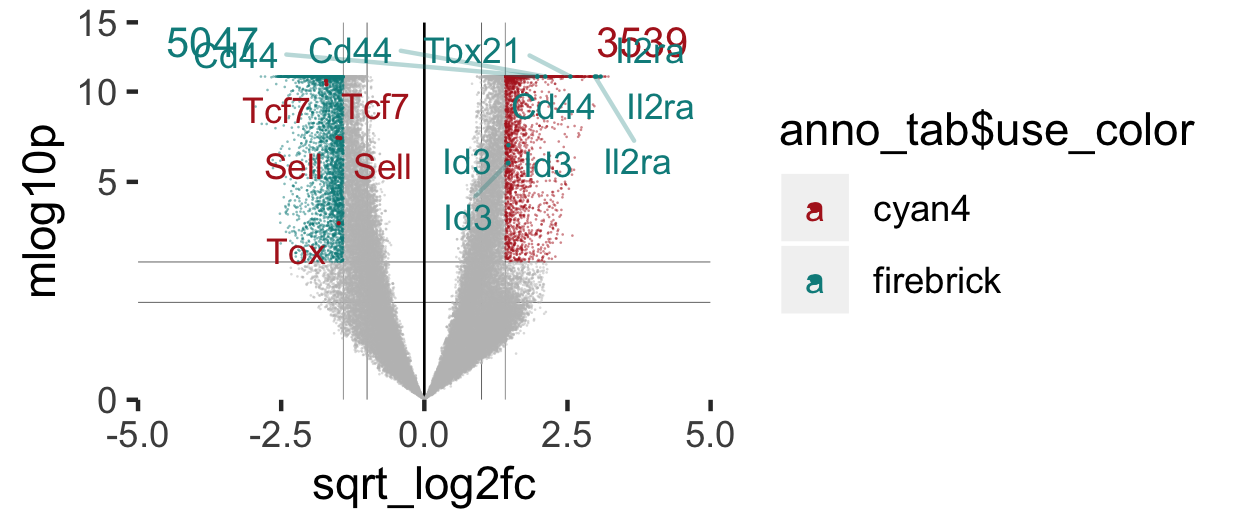 15
5047
3539
Cd44
Cd44
Tbx21
Il2ra
10
Tcf7
Tcf7
Cd44
Il2ra
anno_tab$use_color
Sell
Sell
Id3
Id3
Il2ra
5
a cyan4
Id3
Tox
a firebrick
0
-5.0
-2.5
0.0
2.5
5.0
mlog10p
sqrt_log2fc